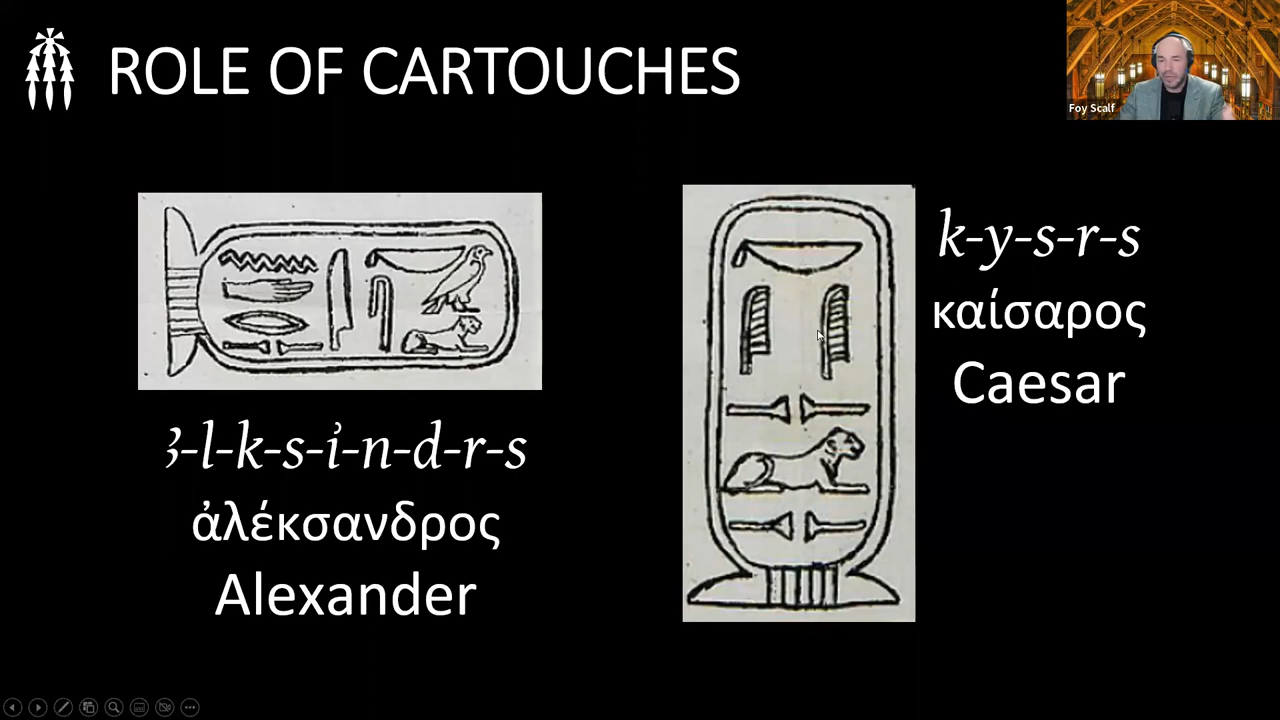 ROLE OF CARTOUCHES
Foy Scalf
ꜣ-l-k-s-i͗-n-d-r-s
ἀλέκσανδρος
Alexander
k-y-s-r-s
καίσαρος
Caesar